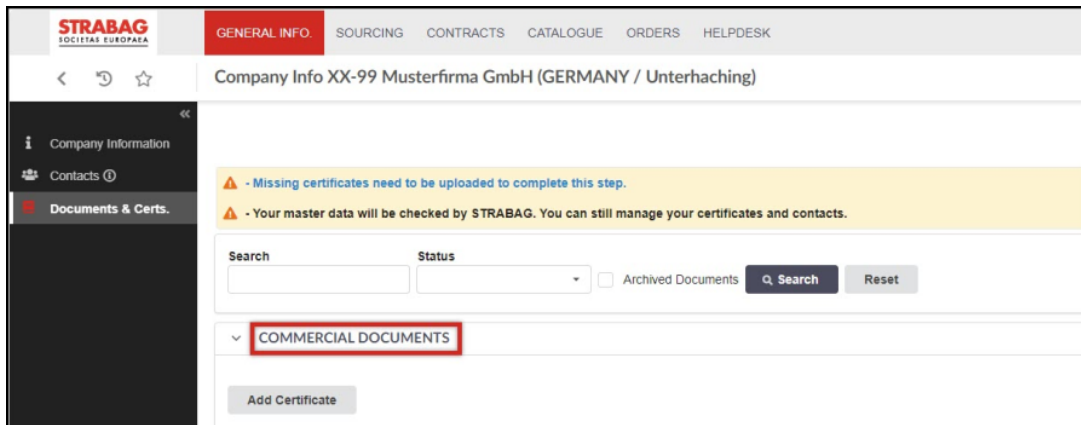 STRABAG
SOCIETAS EUROPAEA
GENERAL INFO. SOURCING CONTRACTS CATALOGUE ORDERS HELPDESK
Company Info XX-99 Musterfirma GmbH (GERMANY / Unterhaching)
Company Information
Contacts
Documents & Certs.
- Missing certificates need to be uploaded to complete this step.
- Your master data will be checked by STRABAG. You can still manage your certificates and contacts.
Search Status
Archived Documents Search Reset
COMMERCIAL DOCUMENTS
Add Certificate